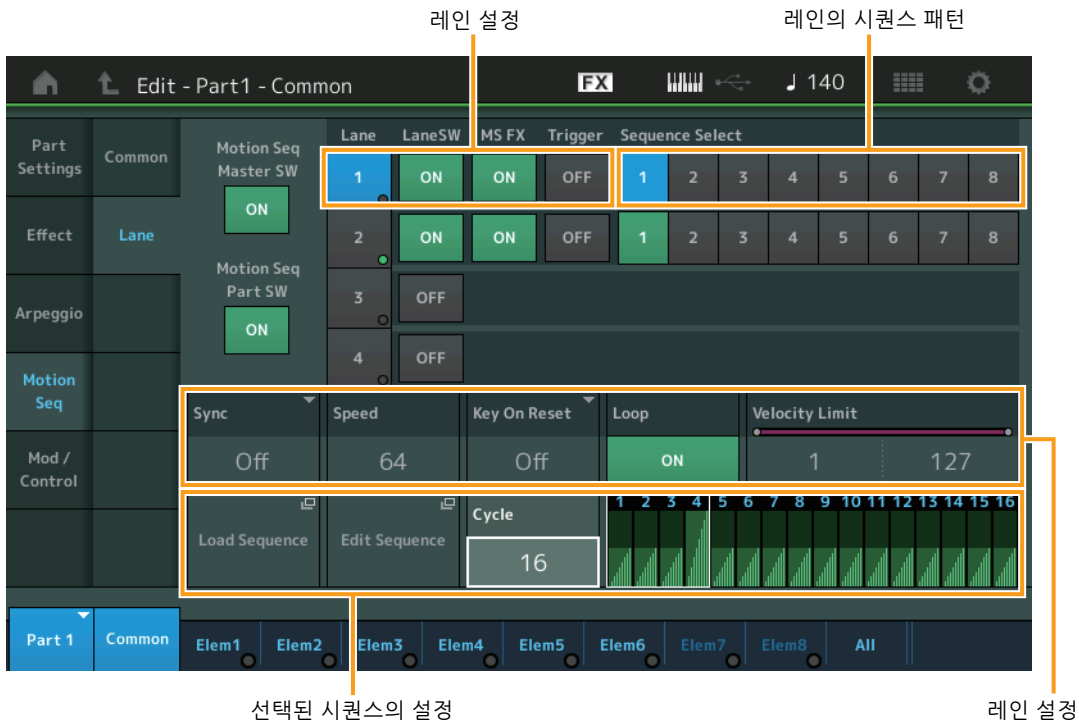 레인 설정
레인의 시퀀스 패턴
Edit - Part1 - Common
FX
♩ 140
Part Settings
Common
Motion Seq Master SW
ON
Lane
LaneSW
MS FX
Trigger
Sequence Select
1
ON
ON
OFF
1 2 3 4 5 6 7 8
Effect
Lane
2
ON
ON
OFF
1 2 3 4 5 6 7 8
Motion Seq Part SW
ON
Arpeggio
3
OFF
4
OFF
Motion Seq
Sync
Speed
Key On Reset
Loop
Velocity Limit
Off
64
Off
ON
1
127
Mod / Control
Load Sequence
Edit Sequence
Cycle
16
1 2 3 4 5 6 7 8 9 10 11 12 13 14 15 16
Part 1
Common
Elem1
Elem2
Elem3
Elem4
Elem5
Elem6
Elem7
Elem8
All
선택된 시퀀스의 설정
레인 설정